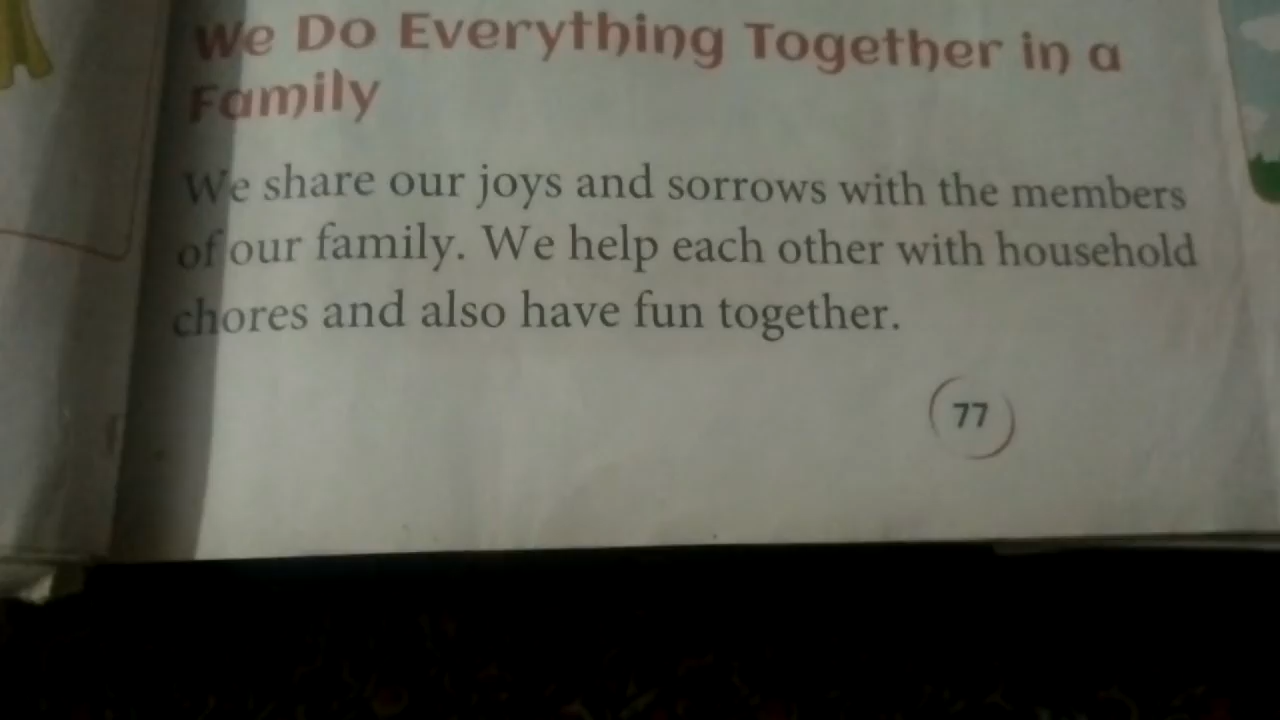 We Do Everything Together in a
Family
We share our joys and sorrows with the members
of our family. We help each other with household
chores and also have fun together.
77